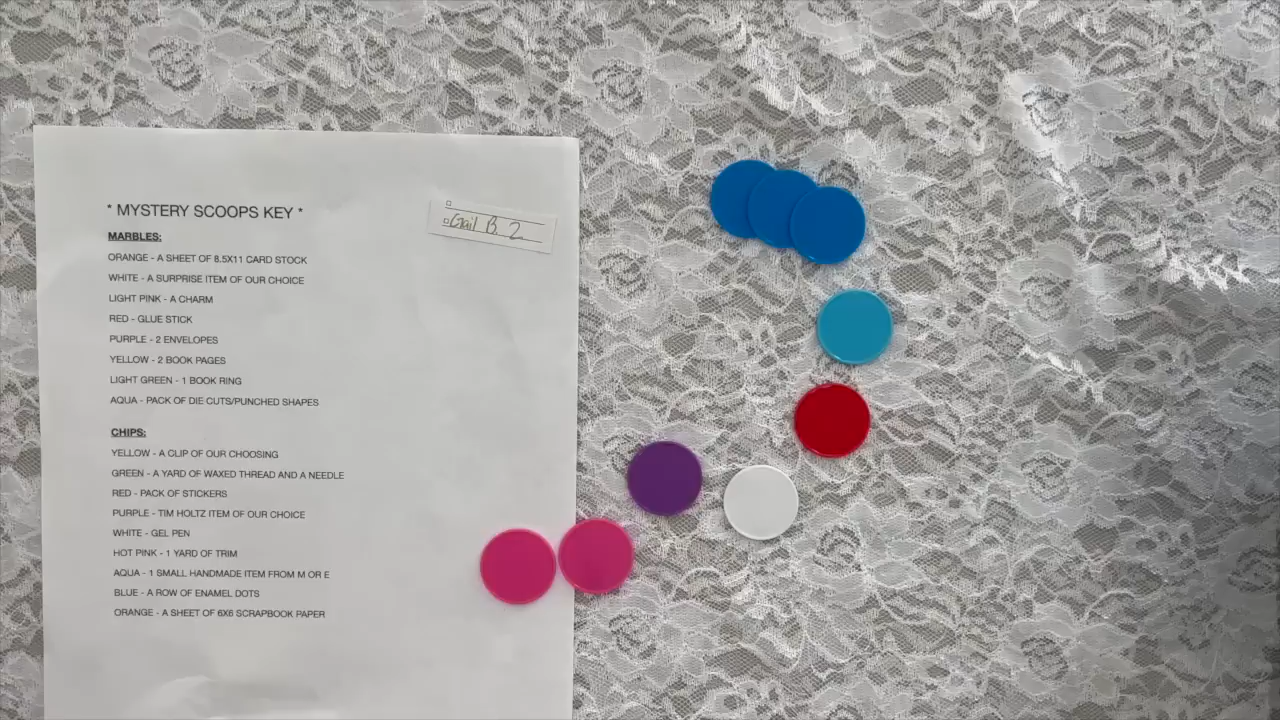 * MYSTERY SCOOPS KEY *
Gail B. 2
MARBLES:
ORANGE - A SHEET OF 8.5X11 CARD STOCK
WHITE - A SURPRISE ITEM OF OUR CHOICE
LIGHT PINK - A CHARM
RED - GLUE STICK
PURPLE - 2 ENVELOPES
YELLOW - 2 BOOK PAGES
LIGHT GREEN - 1 BOOK RING
AQUA - PACK OF DIE CUTS/PUNCHED SHAPES
CHIPS:
YELLOW - A CLIP OF OUR CHOOSING
GREEN - A YARD OF WAXED THREAD AND A NEEDLE
RED - PACK OF STICKERS
PURPLE - TIM HOLTZ ITEM OF OUR CHOICE
WHITE - GEL PEN
HOT PINK - 1 YARD OF TRIM
AQUA - 1 SMALL HANDMADE ITEM FROM M OR E
BLUE - A ROW OF ENAMEL DOTS
ORANGE - A SHEET OF 6X6 SCRAPBOOK PAPER